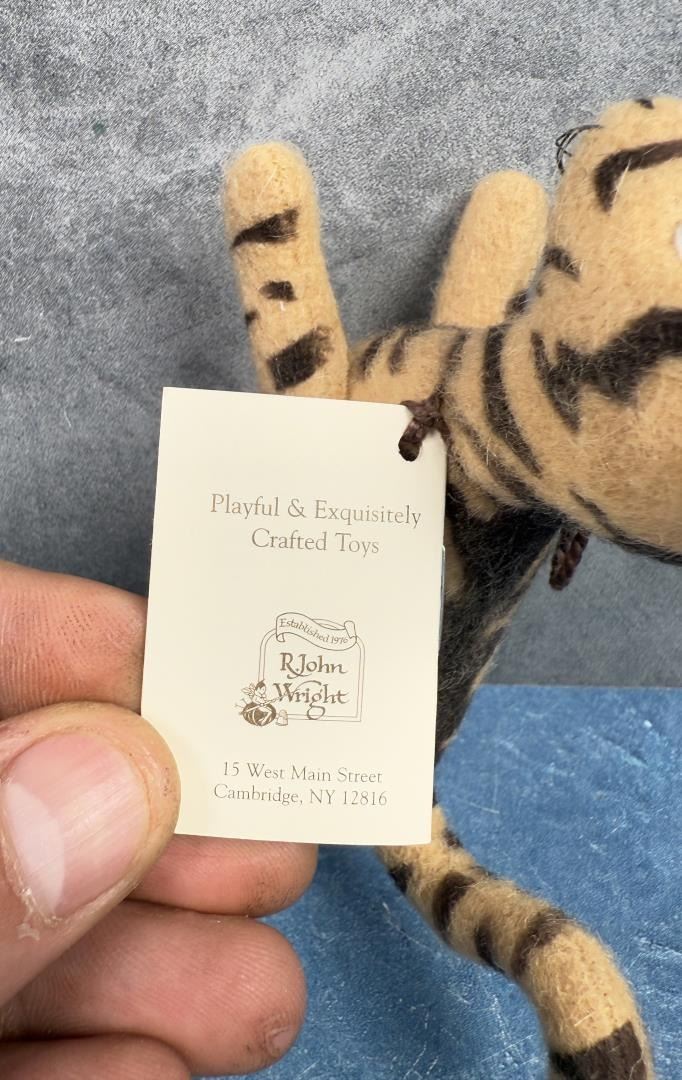 Playful & Exquisitely
Crafted Toys
Established 1976
R. John
Wright
15 West Main Street
Cambridge, NY 12816